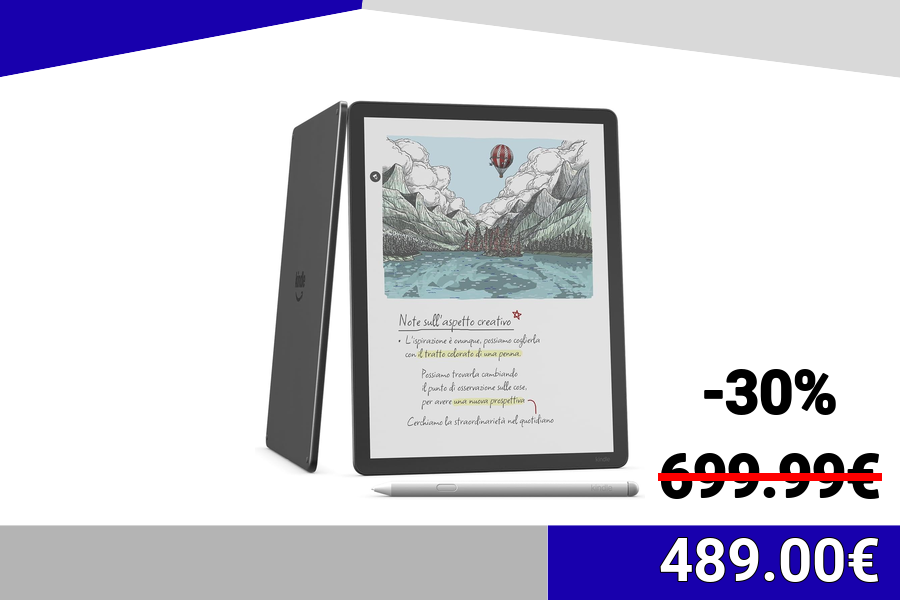 kindle
Note sull'aspetto creativo
• L'ispirazione è ovunque, possiamo coglierla
con il tratto colorato di una penna.
Possiamo trovarla cambiando
il punto di osservazione sulle cose,
per avere una nuova prospettiva
Cerchiamo la straordinarietà nel quotidiano
kindle
-30%
699.99€
489.00€